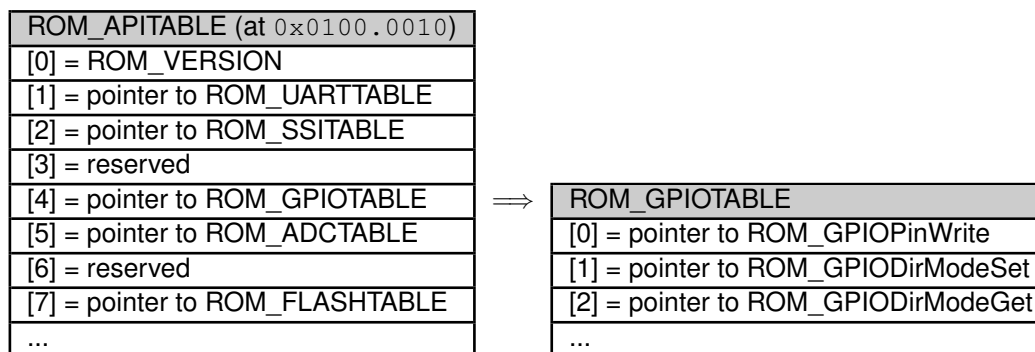 ROM_APITABLE (at 0x0100.0010)
[0] = ROM_VERSION
[1] = pointer to ROM_UARTTABLE
[2] = pointer to ROM_SSITABLE
[3] = reserved
[4] = pointer to ROM_GPIOTABLE
[5] = pointer to ROM_ADCTABLE
[6] = reserved
[7] = pointer to ROM_FLASHTABLE
...
⟹
ROM_GPIOTABLE
[0] = pointer to ROM_GPIOPinWrite
[1] = pointer to ROM_GPIODirModeSet
[2] = pointer to ROM_GPIODirModeGet
...